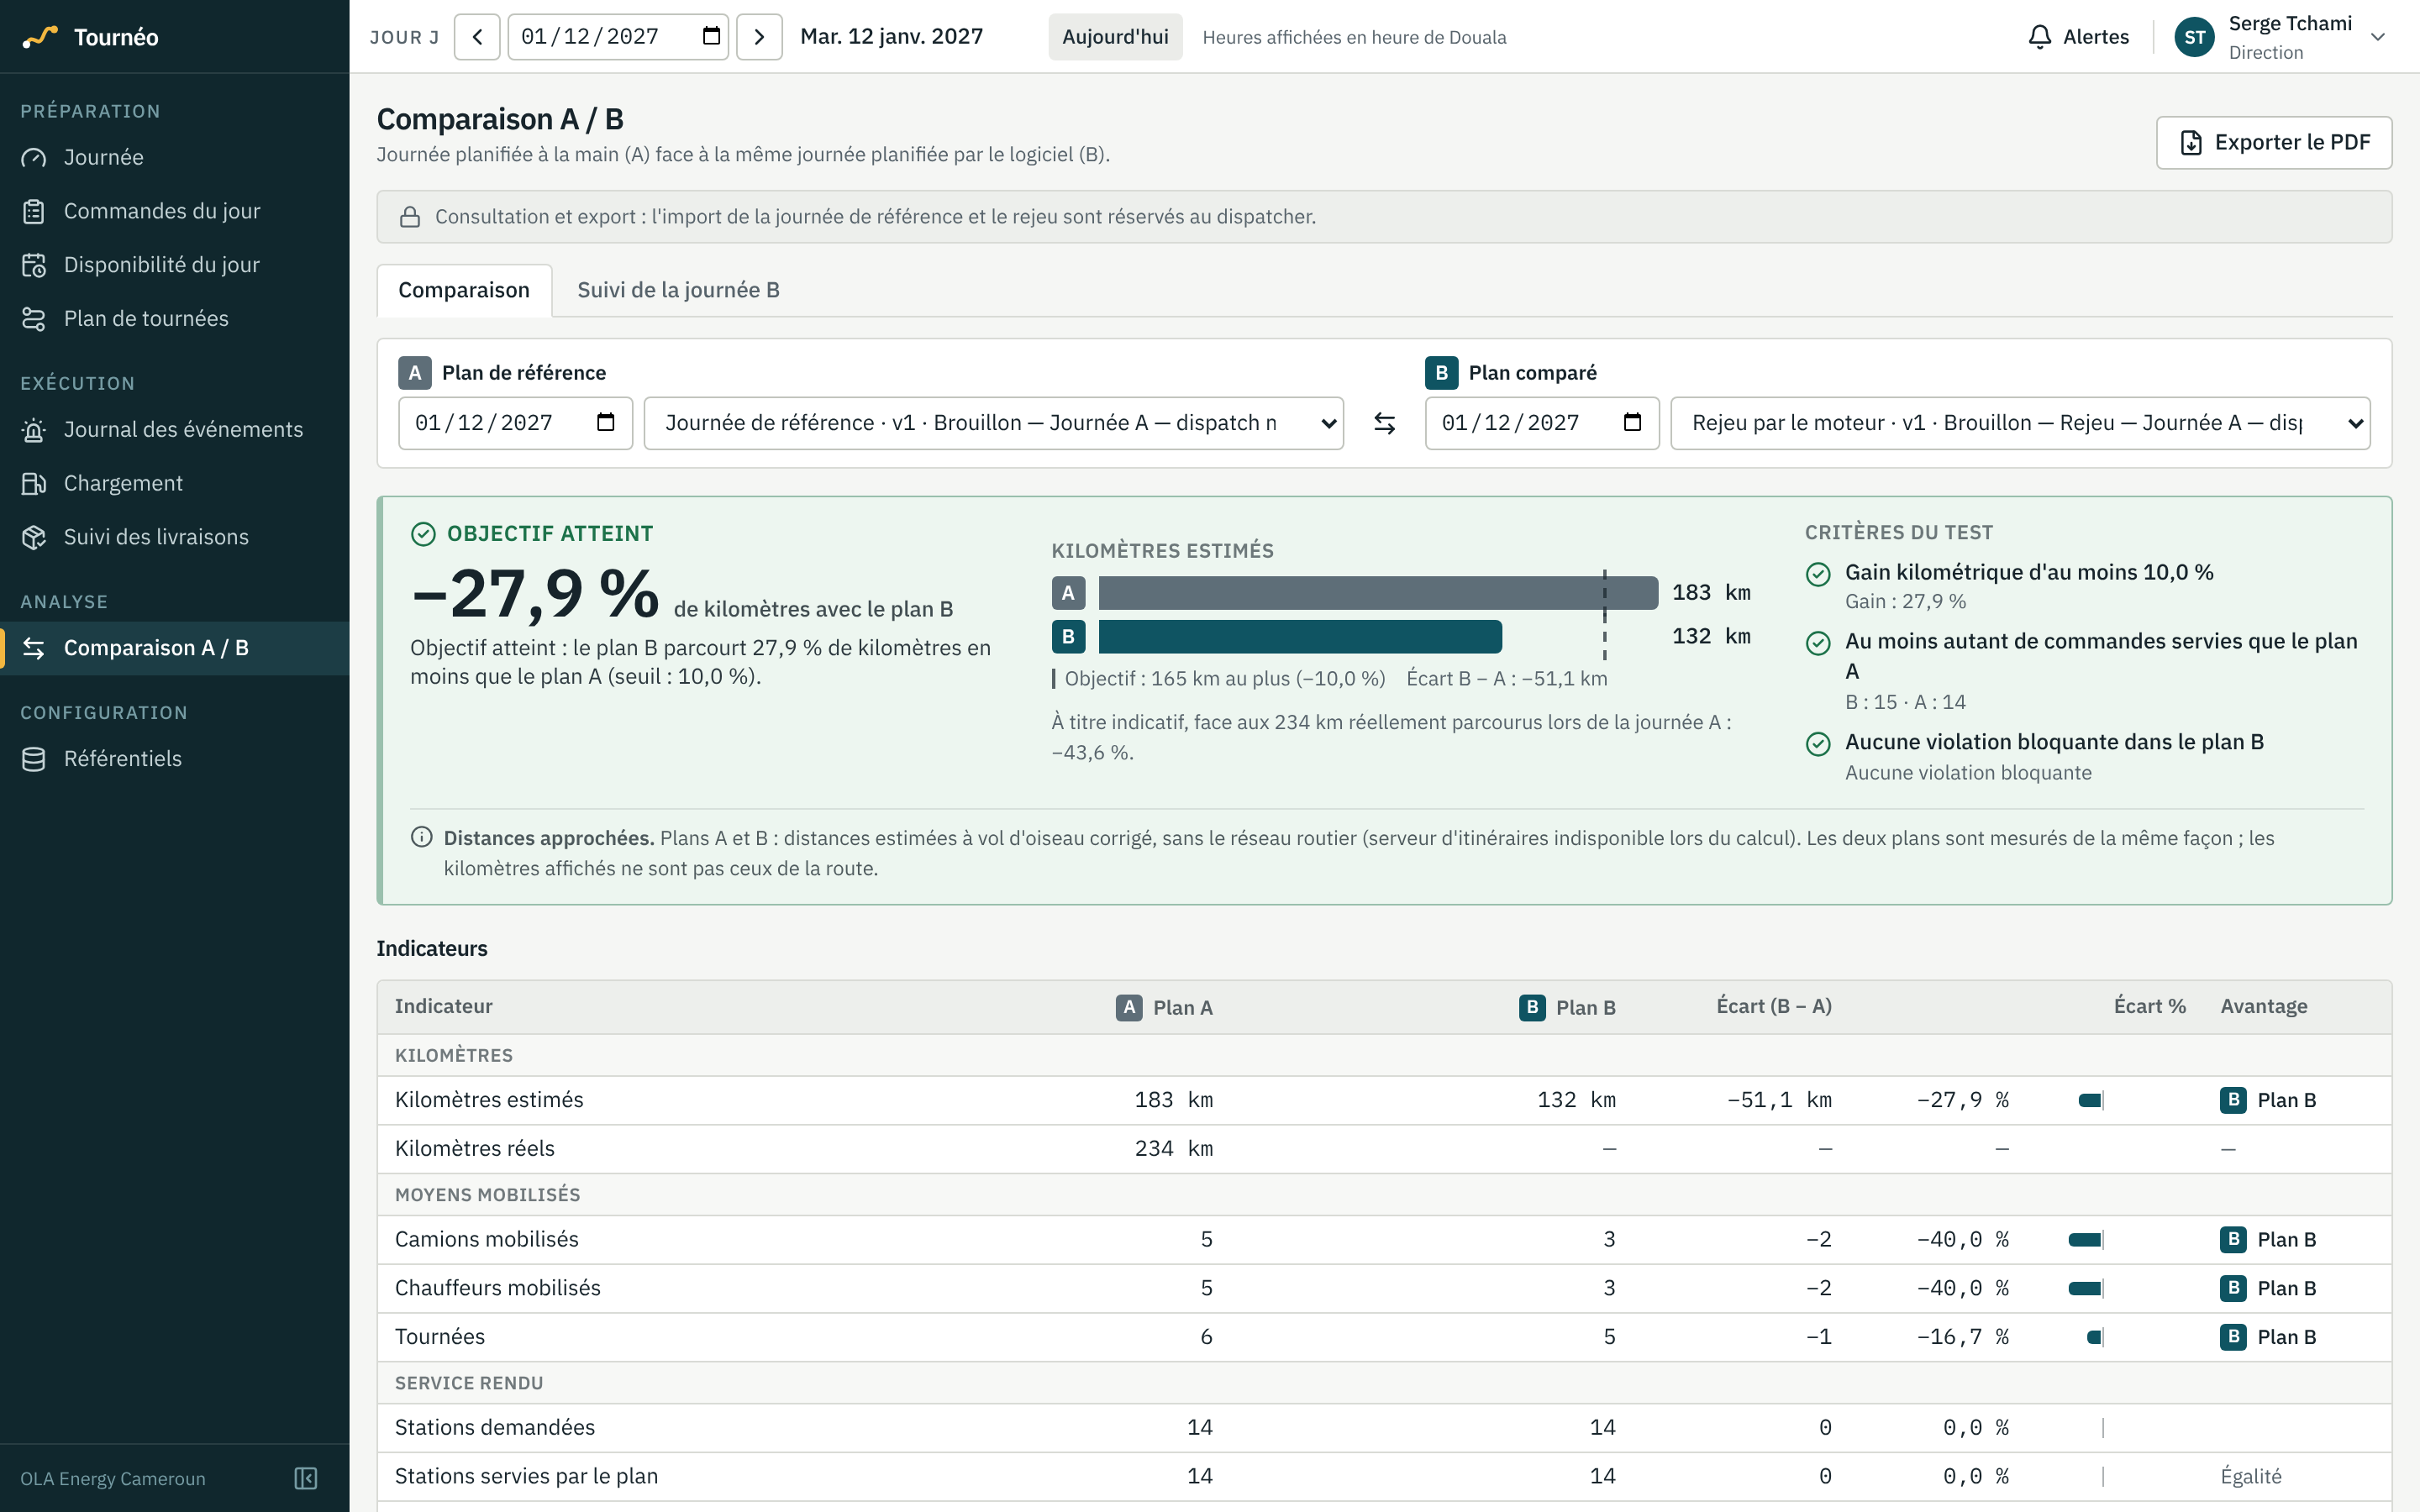 Tournéo
JOUR J
01/12/2027
Mar. 12 janv. 2027
Aujourd'hui
Heures affichées en heure de Douala
Alertes
ST
Serge Tchami
Direction
PRÉPARATION
Journée
Commandes du jour
Disponibilité du jour
Plan de tournées
EXÉCUTION
Journal des événements
Chargement
Suivi des livraisons
ANALYSE
Comparaison A / B
CONFIGURATION
Référentiels
OLA Energy Cameroun
Comparaison A / B
Journée planifiée à la main (A) face à la même journée planifiée par le logiciel (B).
Exporter le PDF
Consultation et export : l'import de la journée de référence et le rejeu sont réservés au dispatcher.
Comparaison
Suivi de la journée B
A Plan de référence
01/12/2027
Journée de référence · v1 · Brouillon — Journée A — dispatch n
B Plan comparé
01/12/2027
Rejeu par le moteur · v1 · Brouillon — Rejeu — Journée A — disp
OBJECTIF ATTEINT
−27,9 % de kilomètres avec le plan B
Objectif atteint : le plan B parcourt 27,9 % de kilomètres en
moins que le plan A (seuil : 10,0 %).
KILOMÈTRES ESTIMÉS
A 183 km
B 132 km
Objectif : 165 km au plus (−10,0 %) Écart B − A : −51,1 km
À titre indicatif, face aux 234 km réellement parcourus lors de la journée A :
−43,6 %.
CRITÈRES DU TEST
Gain kilométrique d'au moins 10,0 %
Gain : 27,9 %
Au moins autant de commandes servies que le plan
A
B : 15 · A : 14
Aucune violation bloquante dans le plan B
Aucune violation bloquante
Distances approchées. Plans A et B : distances estimées à vol d'oiseau corrigé, sans le réseau routier (serveur d'itinéraires indisponible lors du calcul). Les deux plans sont mesurés de la même façon ; les
kilomètres affichés ne sont pas ceux de la route.
Indicateurs
Indicateur A Plan A B Plan B Écart (B − A) Écart % Avantage
KILOMÈTRES
Kilomètres estimés 183 km 132 km −51,1 km −27,9 % B Plan B
Kilomètres réels 234 km — — — —
MOYENS MOBILISÉS
Camions mobilisés 5 3 −2 −40,0 % B Plan B
Chauffeurs mobilisés 5 3 −2 −40,0 % B Plan B
Tournées 6 5 −1 −16,7 % B Plan B
SERVICE RENDU
Stations demandées 14 14 0 0,0 %
Stations servies par le plan 14 14 0 0,0 % Égalité